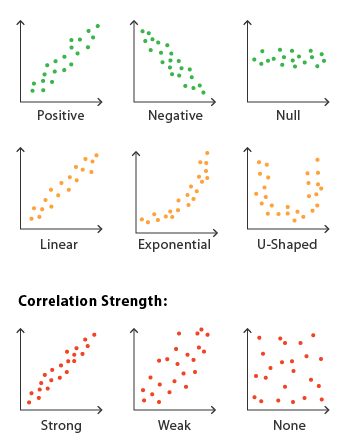 Positive Negative Null
Linear Exponential U-Shaped
Correlation Strength:
Strong Weak None